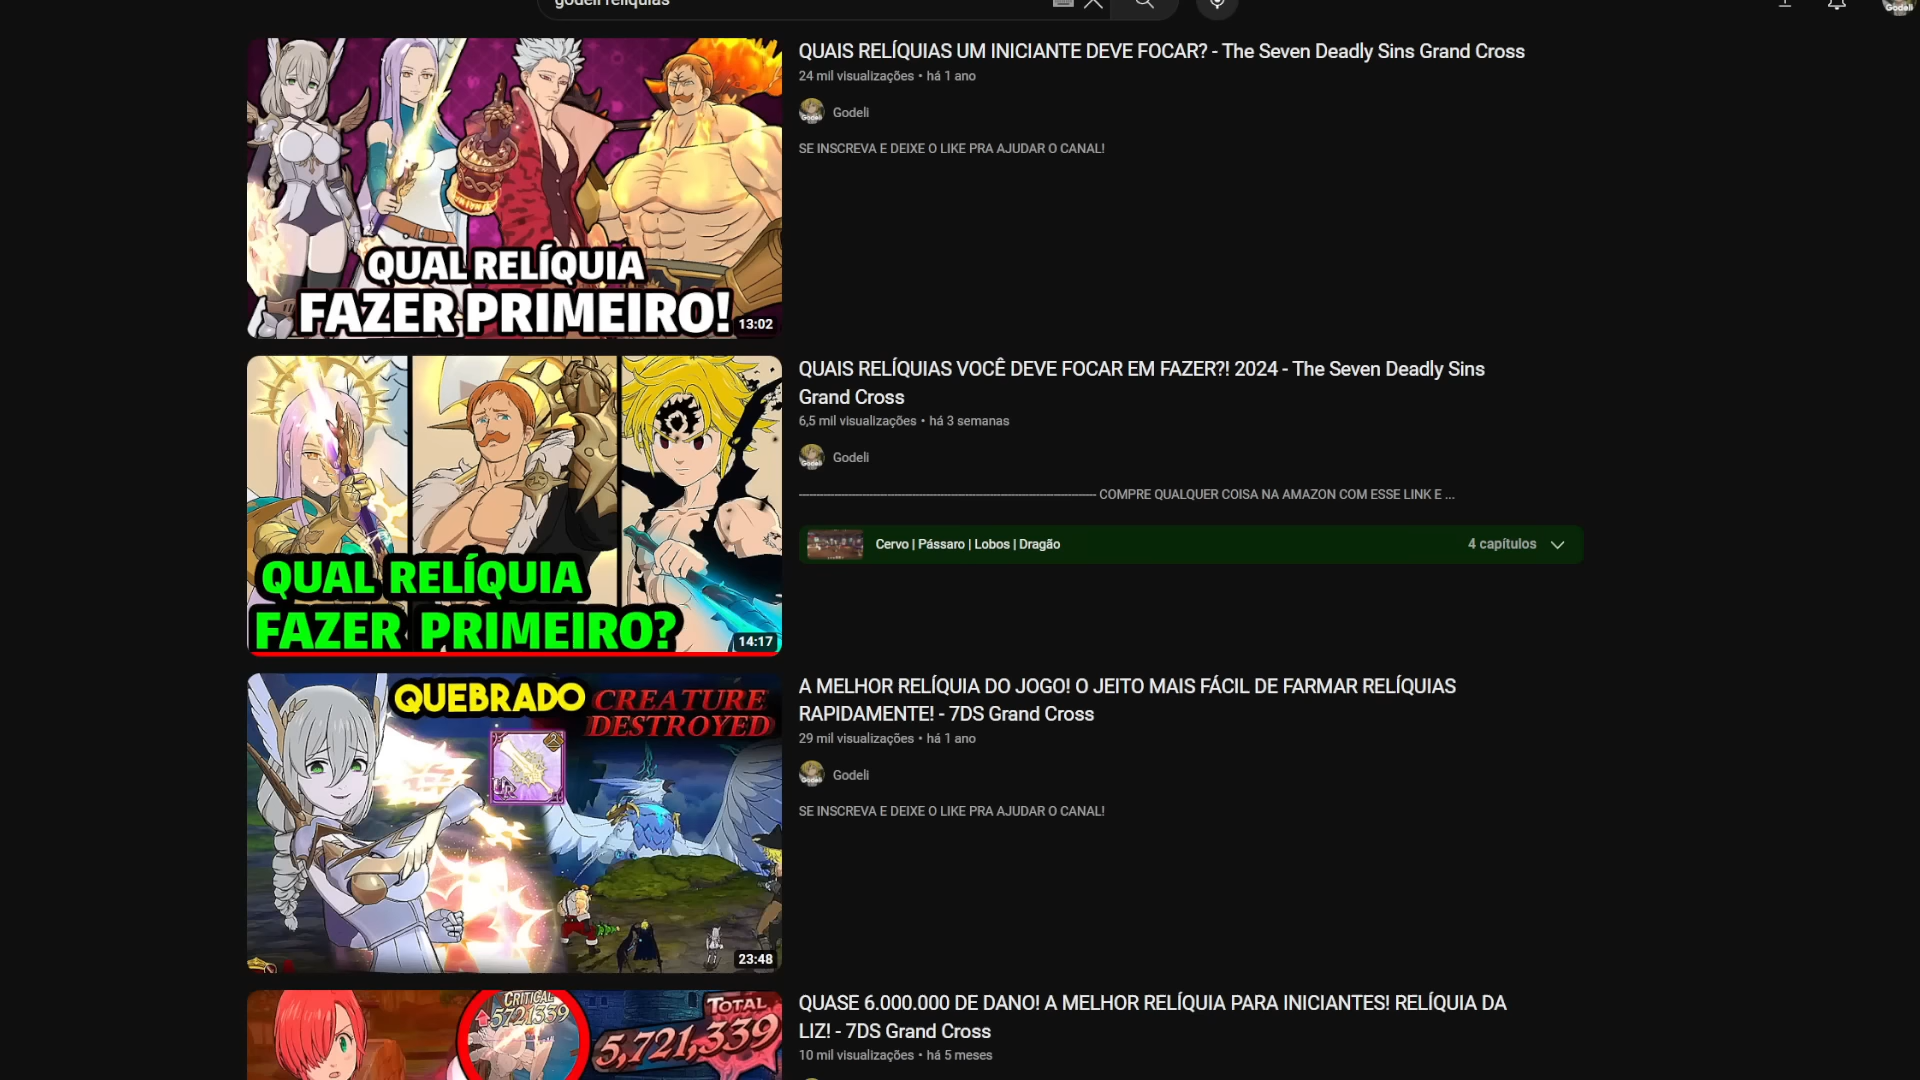 godeli relíquias
Godeli
QUAL RELÍQUIA
FAZER PRIMEIRO!
13:02
QUAIS RELÍQUIAS UM INICIANTE DEVE FOCAR? - The Seven Deadly Sins Grand Cross
24 mil visualizações • há 1 ano
Godeli
SE INSCREVA E DEIXE O LIKE PRA AJUDAR O CANAL!
QUAL RELÍQUIA
FAZER PRIMEIRO?
14:17
QUAIS RELÍQUIAS VOCÊ DEVE FOCAR EM FAZER?! 2024 - The Seven Deadly Sins
Grand Cross
6,5 mil visualizações • há 3 semanas
Godeli
COMPRE QUALQUER COISA NA AMAZON COM ESSE LINK E ...
Cervo | Pássaro | Lobos | Dragão
4 capítulos
QUEBRADO
CREATURE
DESTROYED
UR
23:48
A MELHOR RELÍQUIA DO JOGO! O JEITO MAIS FÁCIL DE FARMAR RELÍQUIAS
RAPIDAMENTE! - 7DS Grand Cross
29 mil visualizações • há 1 ano
Godeli
SE INSCREVA E DEIXE O LIKE PRA AJUDAR O CANAL!
CRITICAL
5721339
TOTAL
5,721,339
QUASE 6.000.000 DE DANO! A MELHOR RELÍQUIA PARA INICIANTES! RELÍQUIA DA
LIZ! - 7DS Grand Cross
10 mil visualizações • há 5 meses